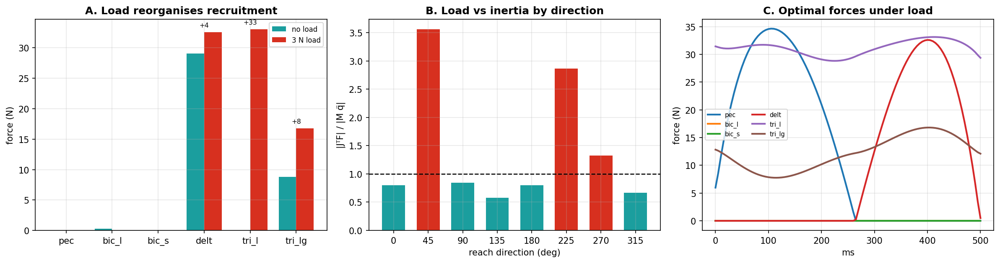 A. Load reorganises recruitment
force (N)
30
25
20
15
10
5
0
+4
+33
+8
no load
3 N load
pec bic_l bic_s delt tri_l tri_lg
B. Load vs inertia by direction
|JᵀF| / |M q̈|
3.5
3.0
2.5
2.0
1.5
1.0
0.5
0.0
0 45 90 135 180 225 270 315
reach direction (deg)
C. Optimal forces under load
force (N)
35
30
25
20
15
10
5
0
pec delt
bic_l tri_l
bic_s tri_lg
0 100 200 300 400 500
ms